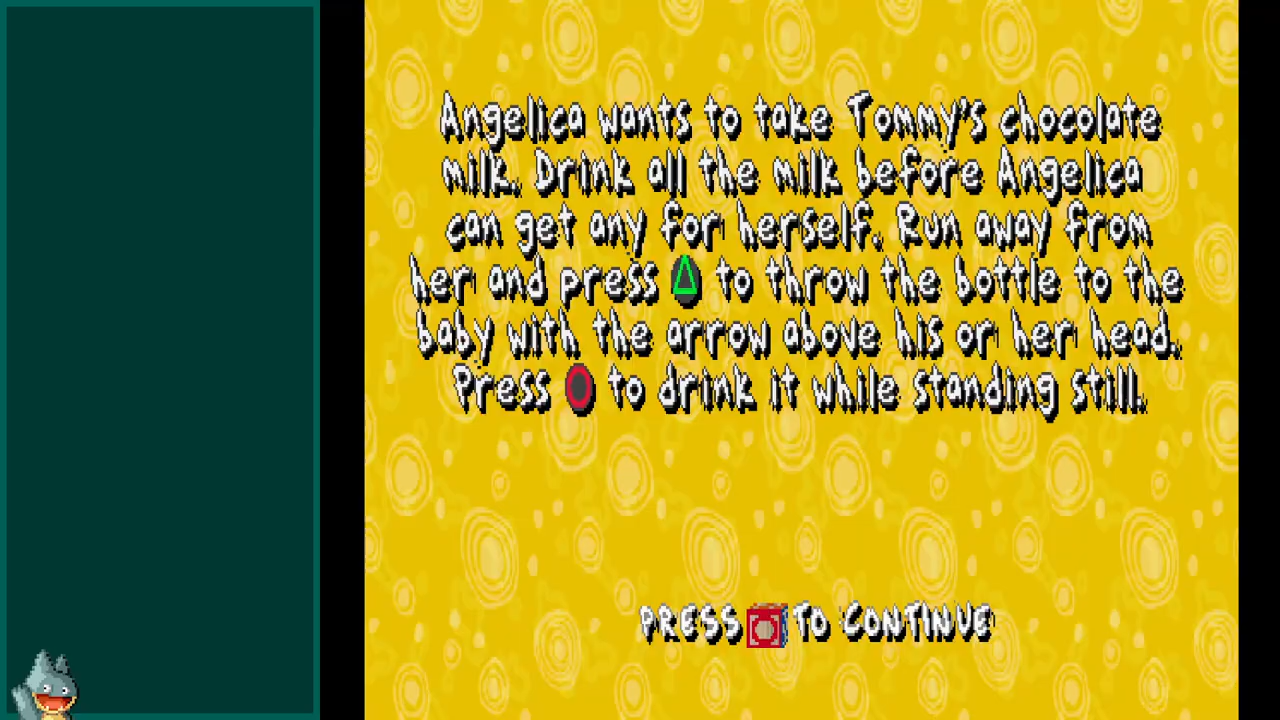 Angelica wants to take Tommy's chocolate
milk. Drink all the milk before Angelica
can get any for herself. Run away from
her and press △ to throw the bottle to the
baby with the arrow above his or her head.
Press ○ to drink it while standing still.
PRESS TO CONTINUE